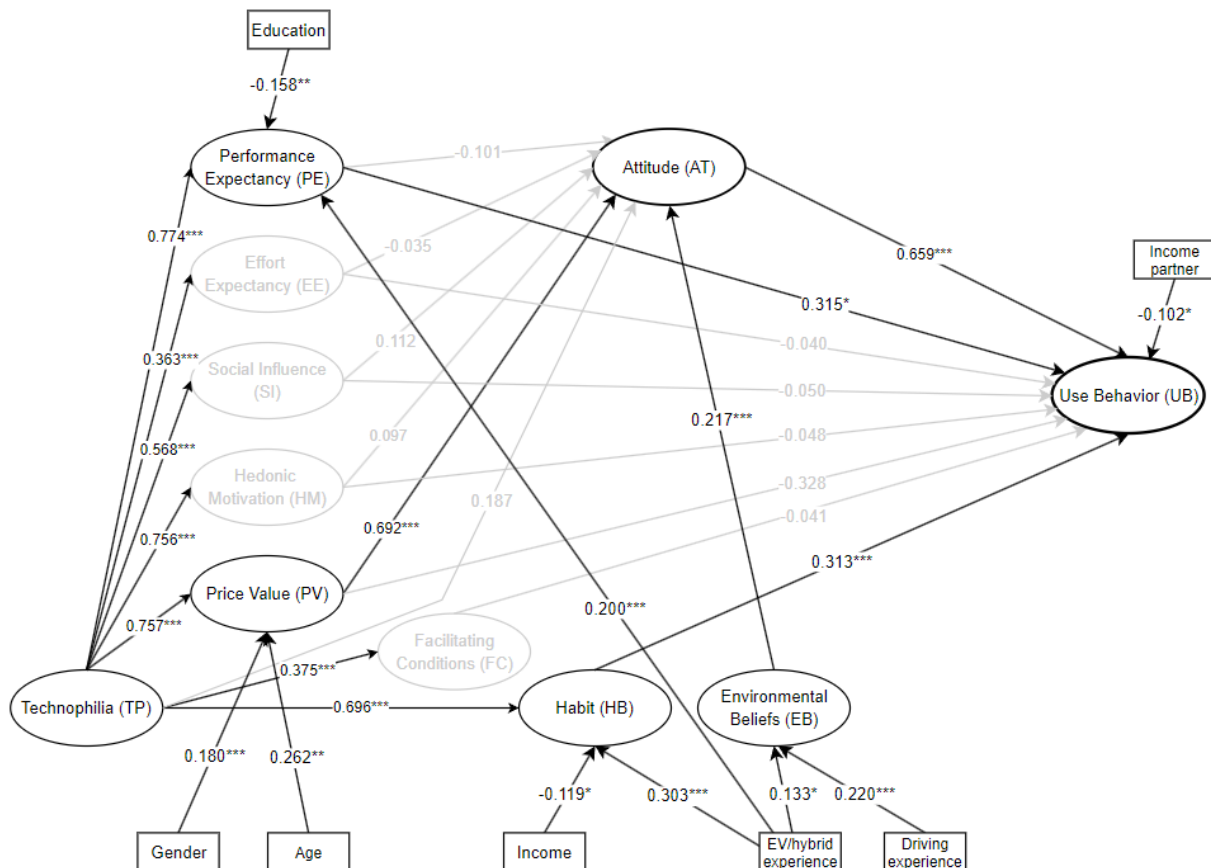 Education
-0.158**
Performance
Expectancy (PE)
-0.101
Attitude (AT)
0.774***
Effort
Expectancy (EE)
-0.035
0.659***
Income
partner
0.315*
-0.102*
0.363***
Social Influence
(SI)
0.112
-0.040
-0.050
Use Behavior (UB)
0.217***
0.568***
0.097
-0.048
Hedonic
Motivation (HM)
0.187
-0.328
0.692***
-0.041
0.756***
0.313***
Price Value (PV)
0.200***
0.757***
Facilitating
Conditions (FC)
0.375***
Technophilia (TP)
0.696***
Habit (HB)
Environmental
Beliefs (EB)
0.180***
0.262**
-0.119*
0.303***
0.133*
0.220***
Gender
Age
Income
EV/hybrid
experience
Driving
experience